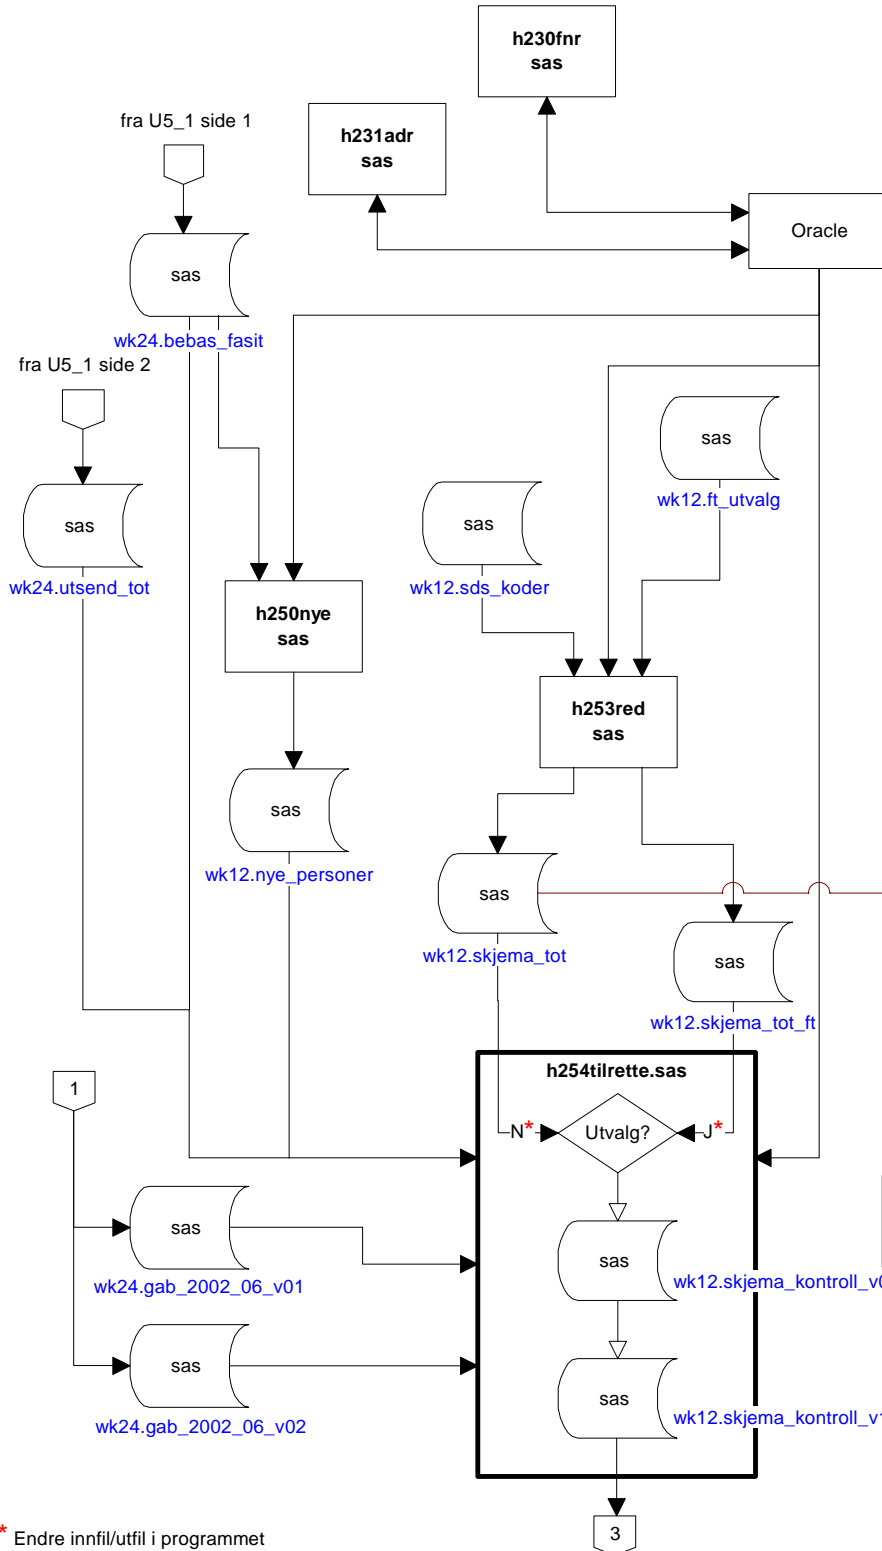 h230fnr
sas
h231adr
sas
fra U5_1 side 1
Oracle
sas
wk24.bebas_fasit
fra U5_1 side 2
sas
wk12.ft_utvalg
sas
wk24.utsend_tot
sas
wk12.sds_koder
h250nye
sas
h253red
sas
sas
wk12.nye_personer
sas
wk12.skjema_tot
sas
wk12.skjema_tot_ft
h254tilrette.sas
1
N*
Utvalg?
J*
sas
wk24.gab_2002_06_v01
sas
wk12.skjema_kontroll_v0
sas
wk24.gab_2002_06_v02
sas
wk12.skjema_kontroll_v1
3
* Endre innfil/utfil i programmet